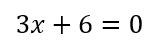 3x + 6 = 0